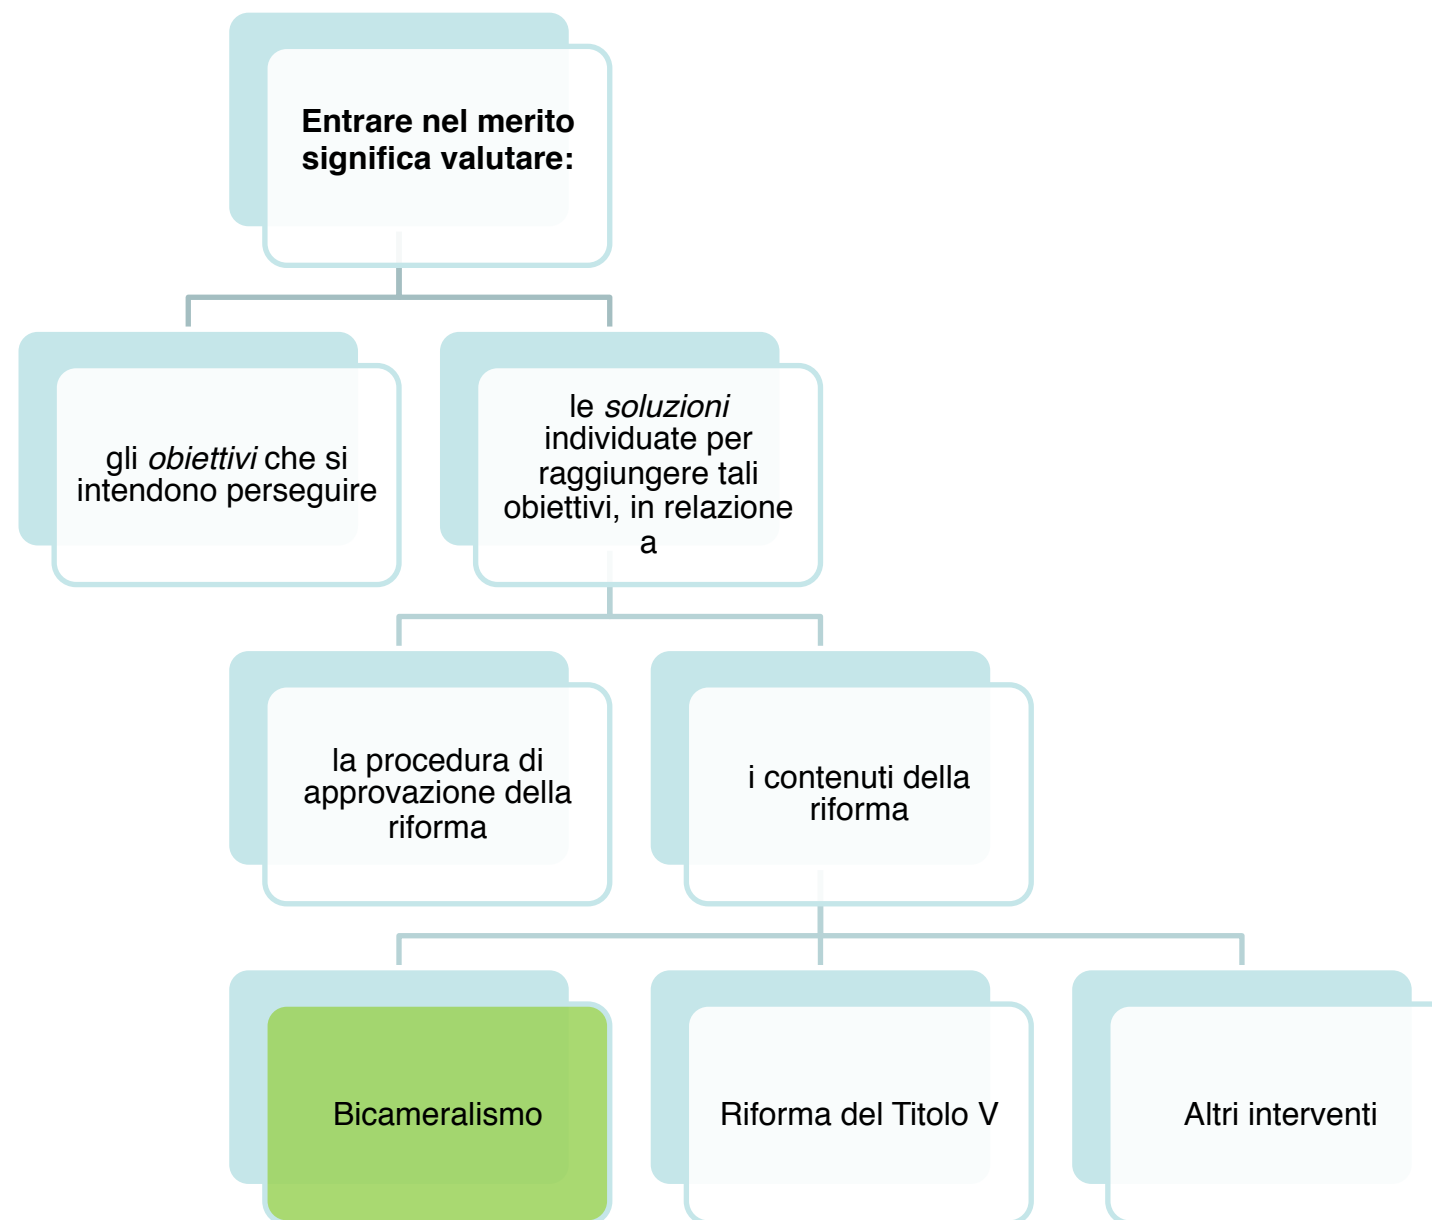 Entrare nel merito
significa valutare:
gli obiettivi che si
intendono perseguire
le soluzioni
individuate per
raggiungere tali
obiettivi, in relazione
a
la procedura di
approvazione della
riforma
i contenuti della
riforma
Bicameralismo
Riforma del Titolo V
Altri interventi